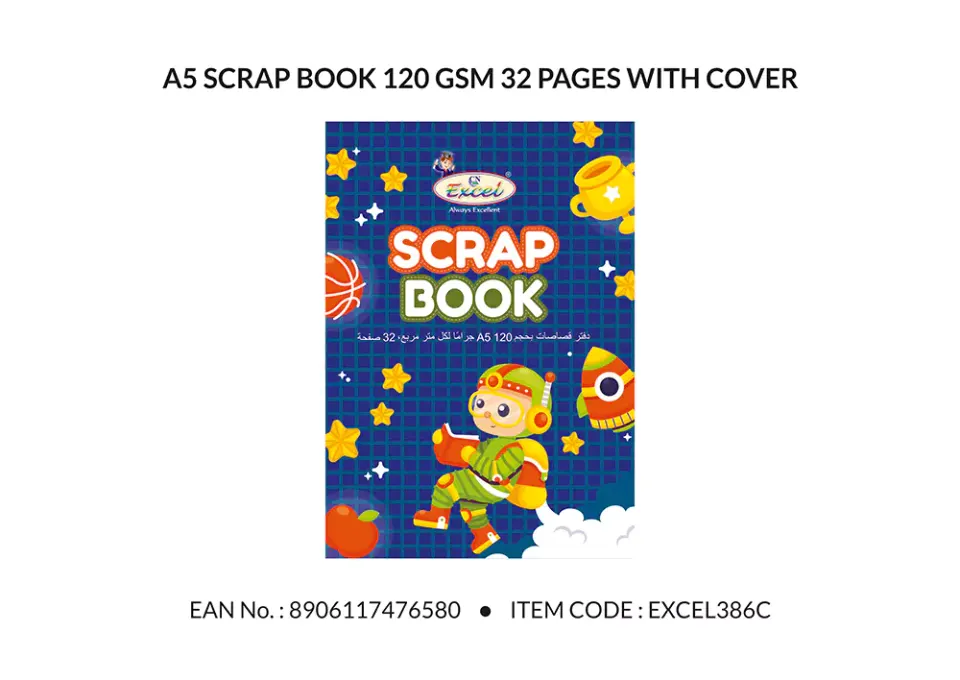 A5 SCRAP BOOK 120 GSM 32 PAGES WITH COVER
CN
Excel
®
Always Excellent
SCRAP
BOOK
دفتر قصاصات بحجم A5 120 جرامًا لكل متر مربع، 32 صفحة
EAN No. : 8906117476580 ● ITEM CODE : EXCEL386C